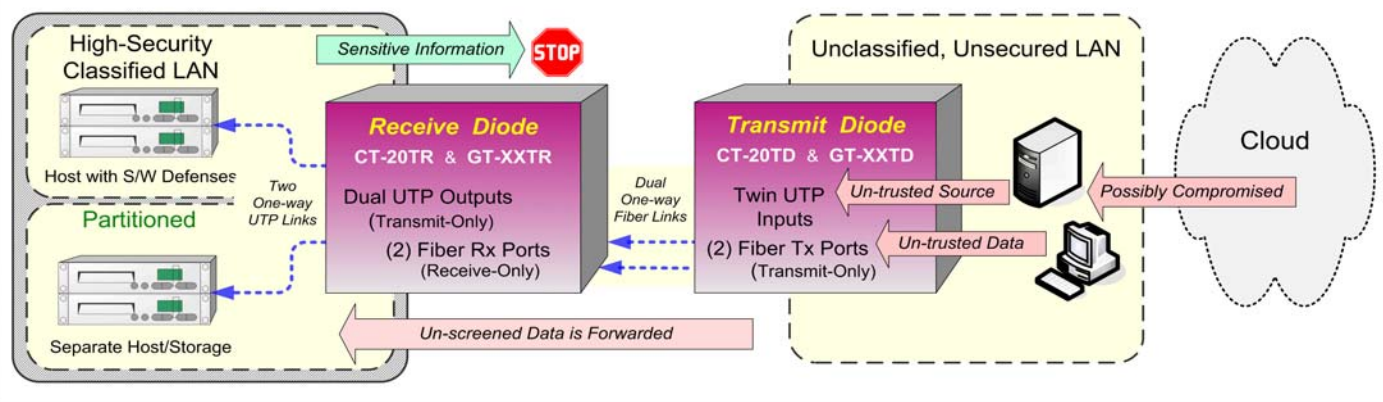 High-Security
Classified LAN
Host with S/W Defenses
Partitioned
Separate Host/Storage
Sensitive Information
STOP
Two
One-way
UTP Links
Receive Diode
CT-20TR & GT-XXTR
Dual UTP Outputs
(Transmit-Only)
(2) Fiber Rx Ports
(Receive-Only)
Dual
One-way
Fiber Links
Unclassified, Unsecured LAN
Transmit Diode
CT-20TD & GT-XXTD
Twin UTP
Inputs
(2) Fiber Tx Ports
(Transmit-Only)
Un-trusted Source
Un-trusted Data
Possibly Compromised
Cloud
Un-screened Data is Forwarded